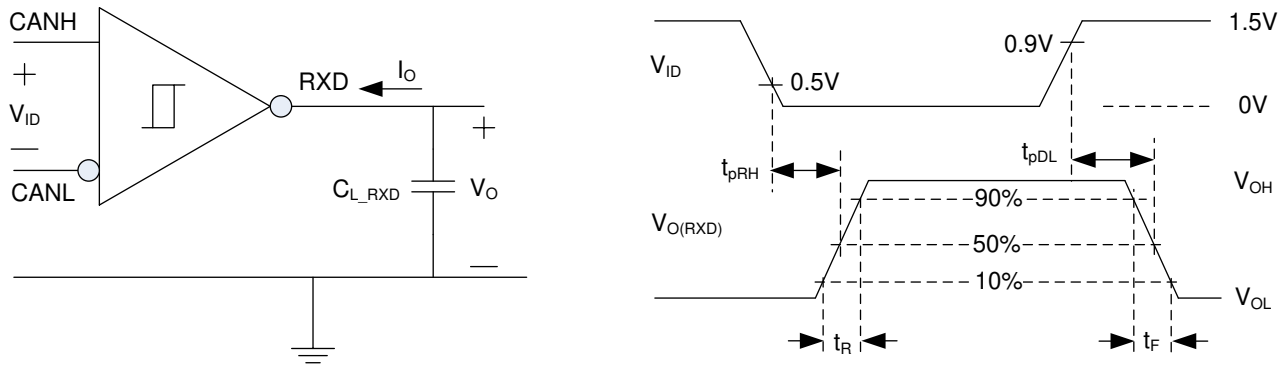 CANH
+
V_ID
—
CANL
RXD
I_O
+
C_L_RXD
V_O
—
V_ID
0.5V
0.9V
1.5V
0V
t_pRH
t_pDL
V_O(RXD)
90%
50%
10%
V_OH
V_OL
t_R
t_F